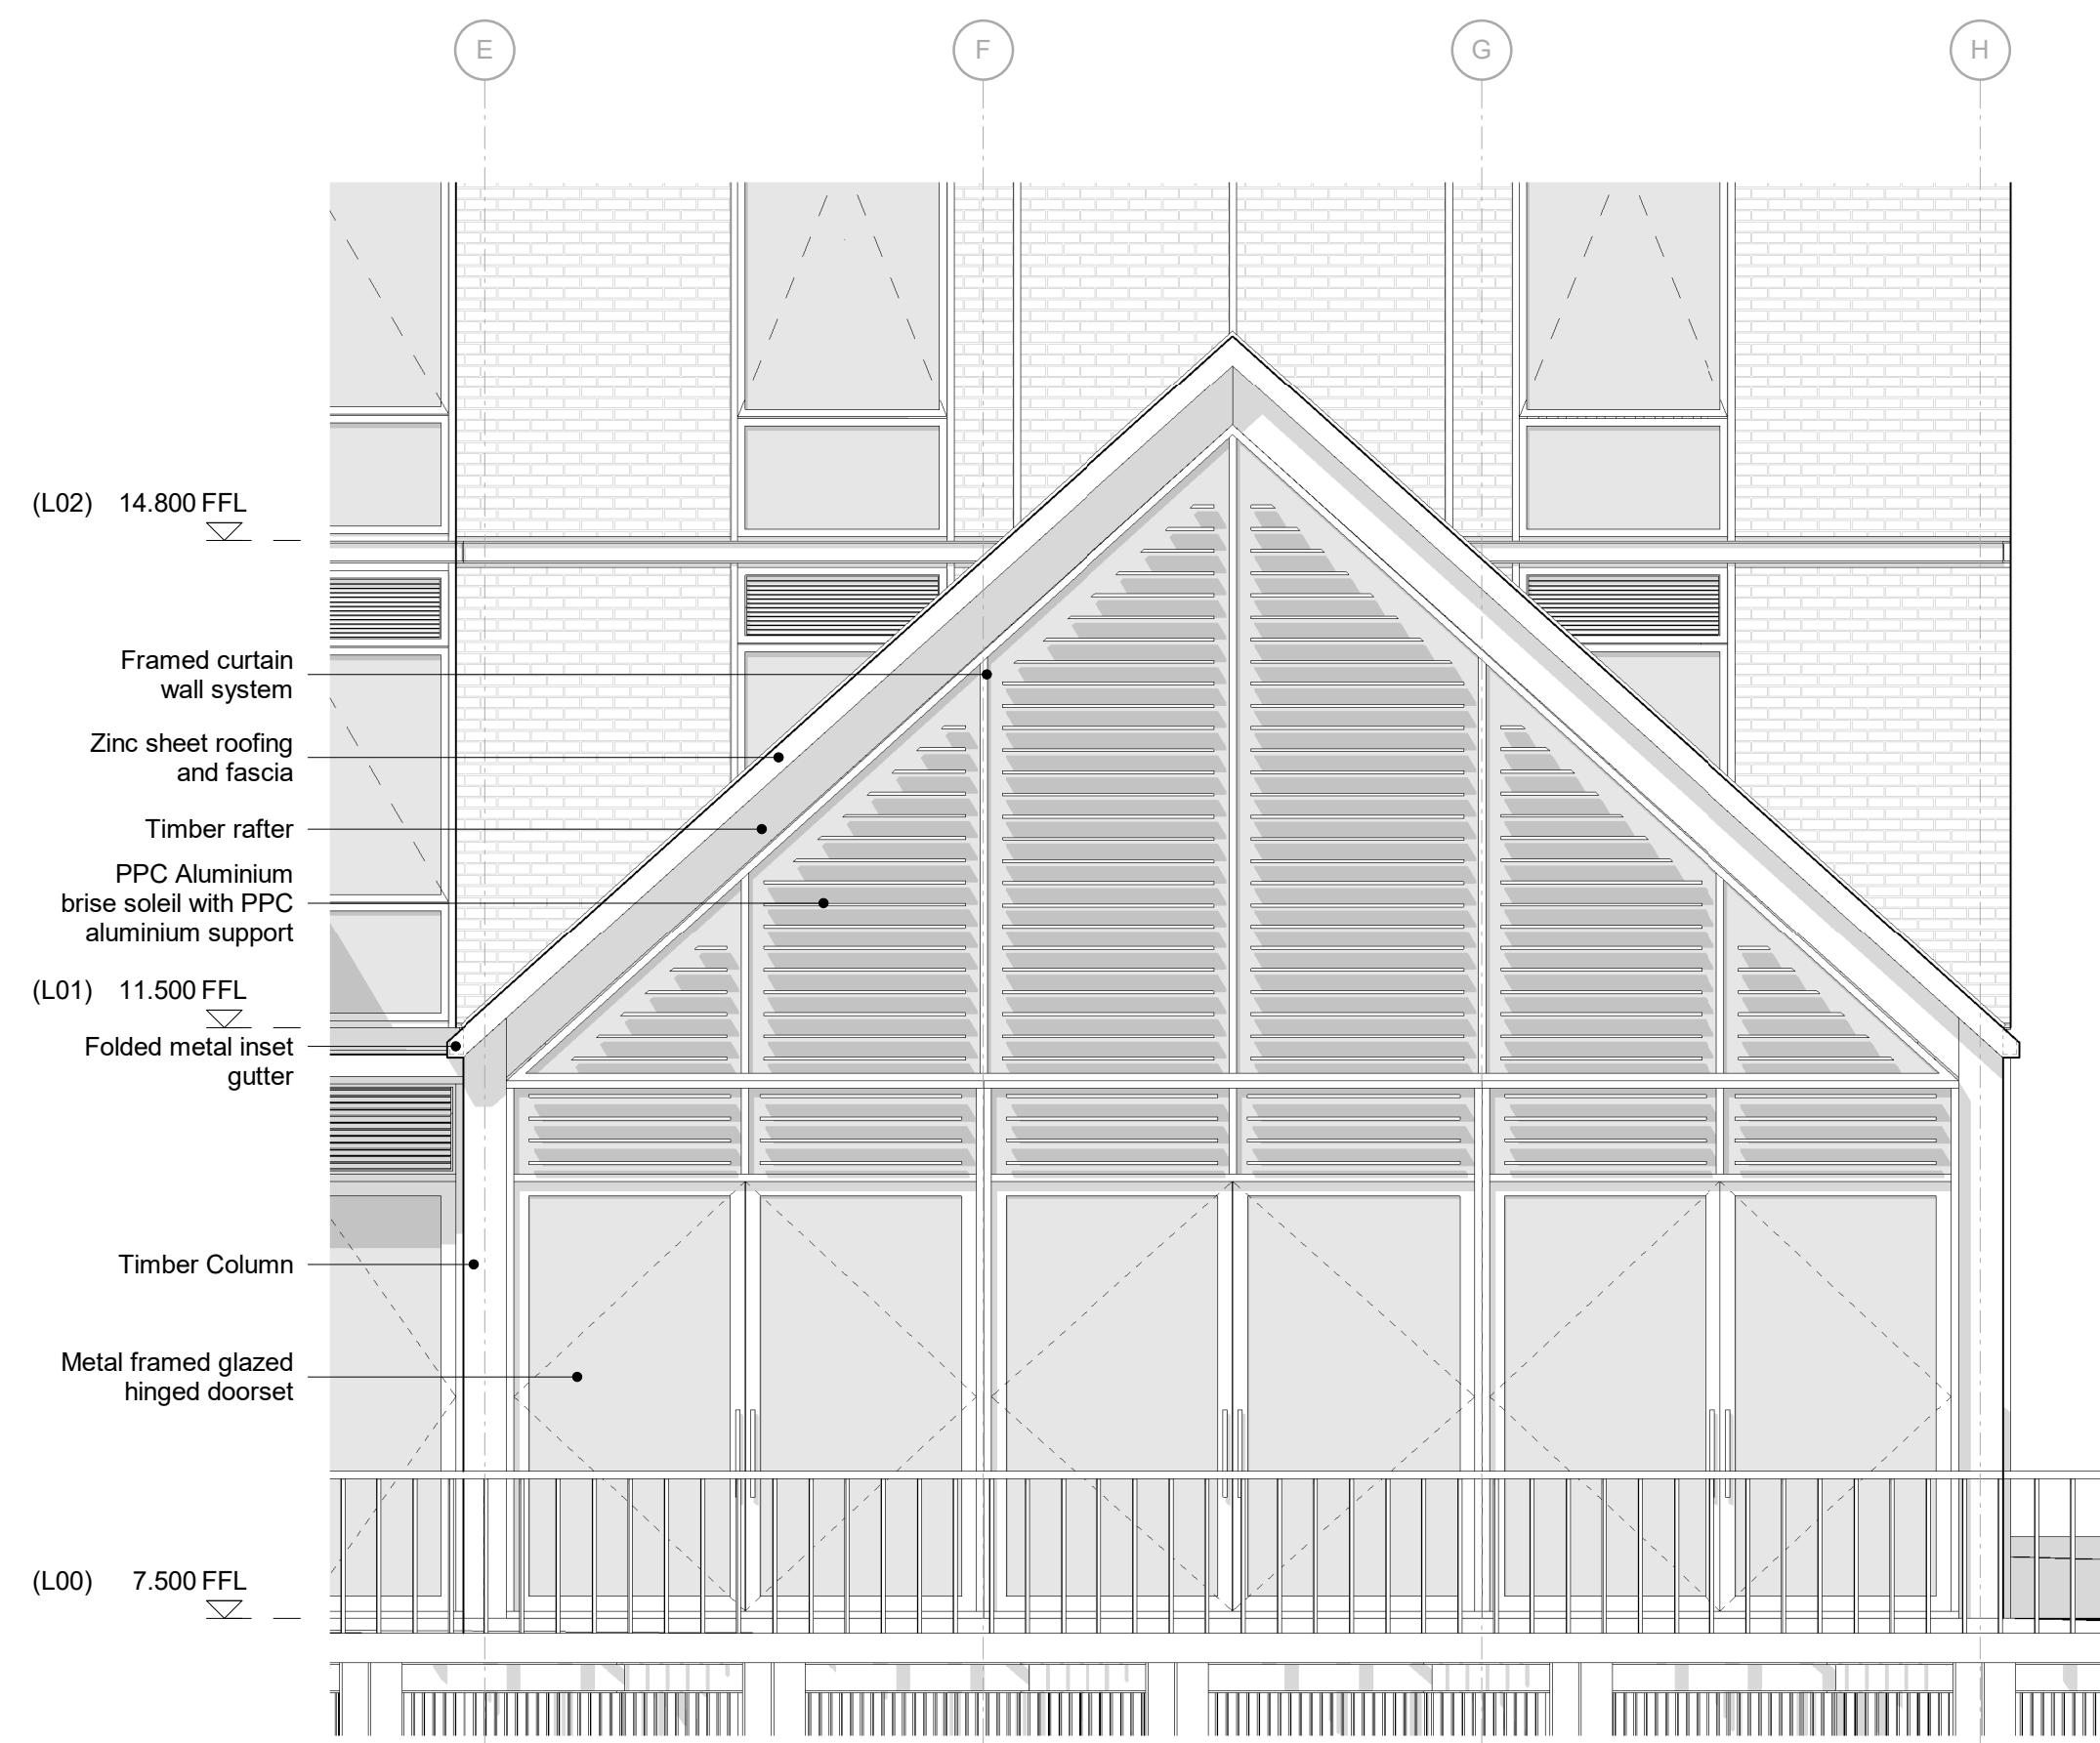 E F G H
(L02) 14.800 FFL
Framed curtain
wall system
Zinc sheet roofing
and fascia
Timber rafter
PPC Aluminium
brise soleil with PPC
aluminium support
(L01) 11.500 FFL
Folded metal inset
gutter
Timber Column
Metal framed glazed
hinged doorset
(L00) 7.500 FFL